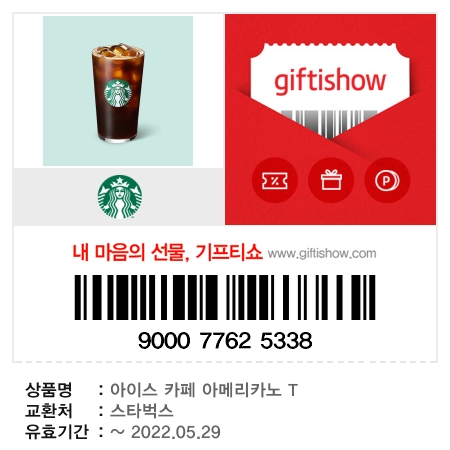 giftishow
내 마음의 선물, 기프티쇼 www.giftishow.com
9000 7762 5338
상품명 : 아이스 카페 아메리카노 T
교환처 : 스타벅스
유효기간 : ~ 2022.05.29